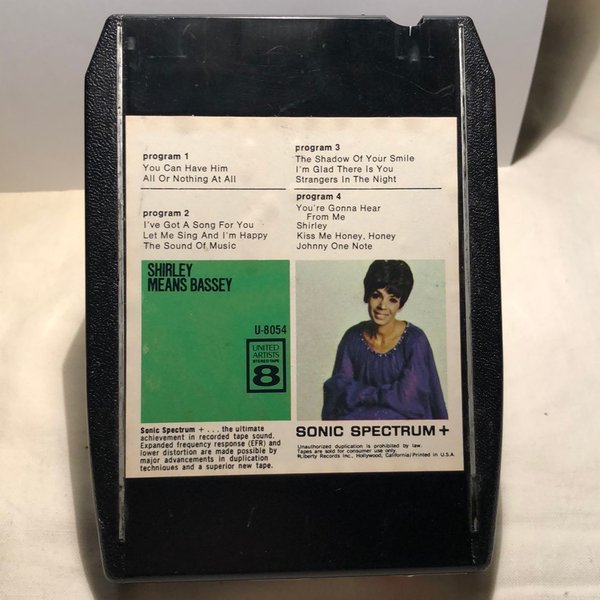 program 1
You Can Have Him
All Or Nothing At All
program 2
I've Got A Song For You
Let Me Sing And I'm Happy
The Sound Of Music
program 3
The Shadow Of Your Smile
I'm Glad There Is You
Strangers In The Night
program 4
You're Gonna Hear
From Me
Shirley
Kiss Me Honey, Honey
Johnny One Note
SHIRLEY
MEANS BASSEY
U-8054
UNITED
ARTISTS
STEREO TAPE
8
Sonic Spectrum + . . . the ultimate
achievement in recorded tape sound.
Expanded frequency response (EFR) and
lower distortion are made possible by
major advancements in duplication
techniques and a superior new tape.
SONIC SPECTRUM +
Unauthorized duplication is prohibited by law.
Tapes are sold for consumer use only.
Liberty Records Inc., Hollywood, California/Printed in U.S.A.